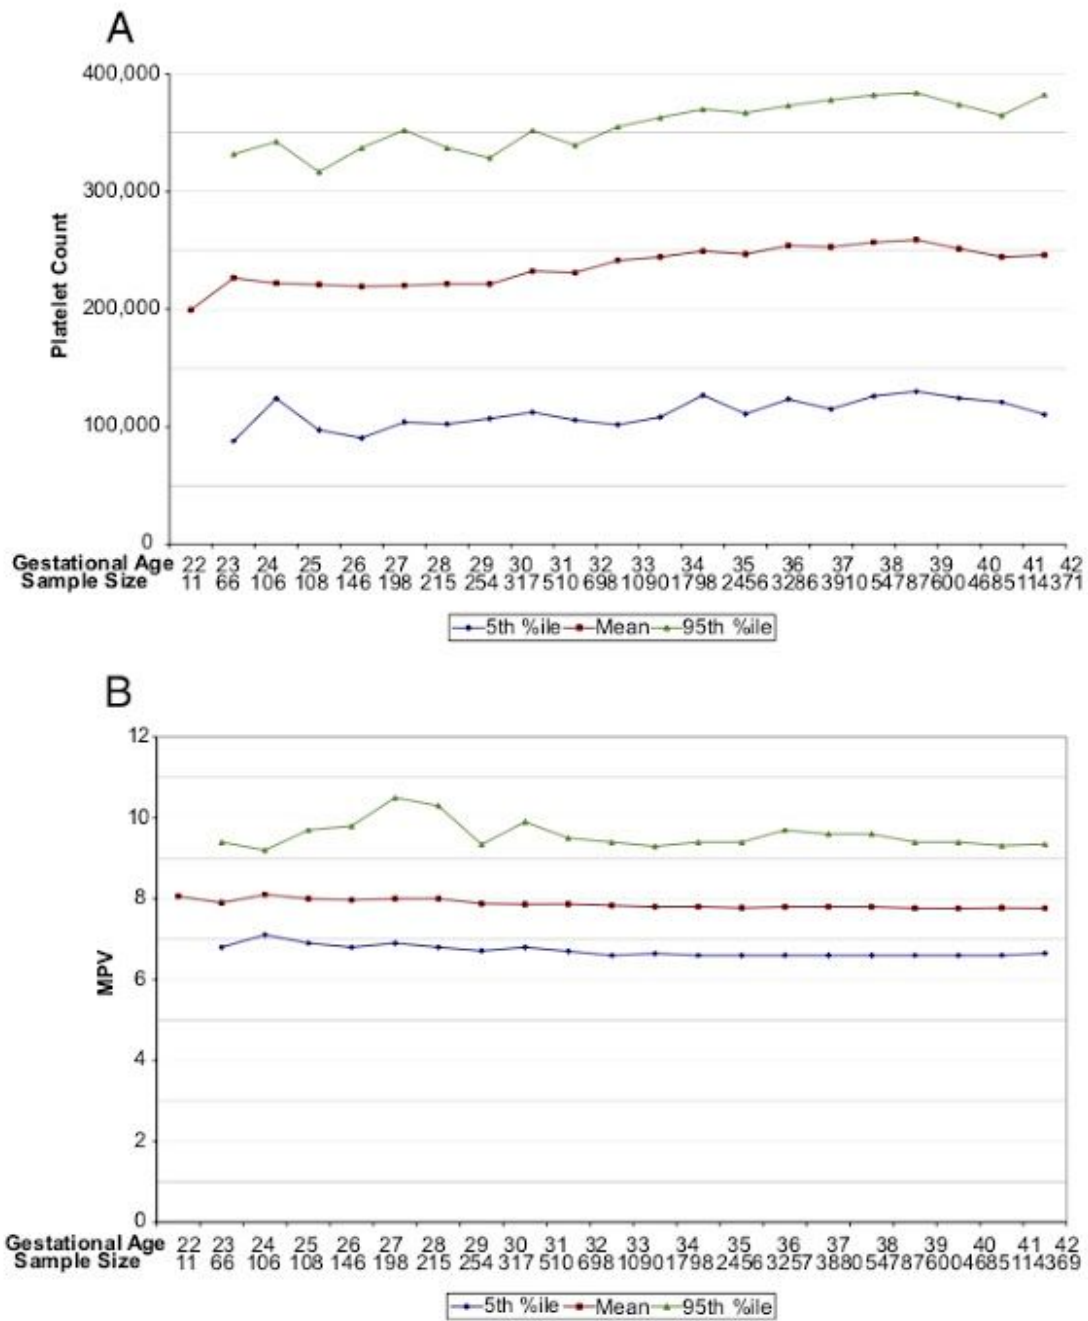 A
400,000
300,000
200,000
100,000
0
Platelet Count
Gestational Age 22 23 24 25 26 27 28 29 30 31 32 33 34 35 36 37 38 39 40 41 42
Sample Size 11 66 106 108 146 198 215 254 317 510 698 1090 1798 2456 3286 3910 5478 7600 4685 1143 71
5th %ile Mean 95th %ile
B
12
10
8
6
4
2
0
MPV
Gestational Age 22 23 24 25 26 27 28 29 30 31 32 33 34 35 36 37 38 39 40 41 42
Sample Size 11 66 106 108 146 198 215 254 317 510 698 1090 1798 2456 3257 3880 5478 7600 4685 1143 69
5th %ile Mean 95th %ile